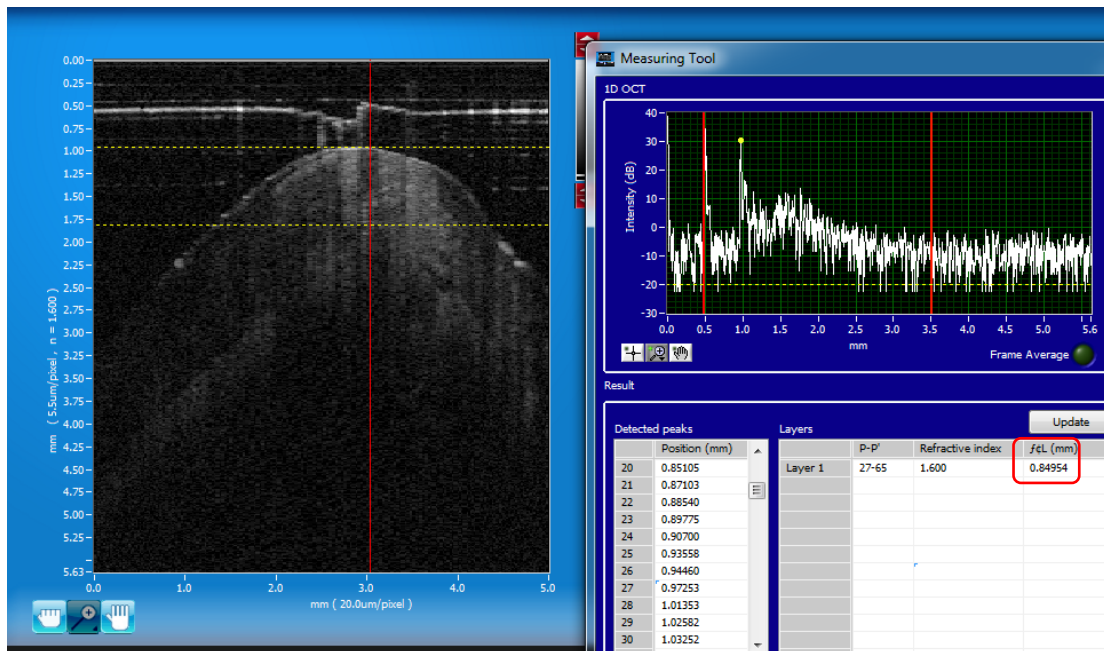 0.00
0.25
0.50
0.75
1.00
1.25
1.50
1.75
2.00
2.25
2.50
2.75
3.00
3.25
3.50
3.75
4.00
4.25
4.50
4.75
5.00
5.25
5.63
mm ( 5.5um/pixel , n = 1.600 )
0.0 1.0 2.0 3.0 4.0 5.0
mm ( 20.0um/pixel )
Measuring Tool
1D OCT
40
30
20
10
0
-10
-20
-30
Intensity (dB)
0.0 0.5 1.0 1.5 2.0 2.5 3.0 3.5 4.0 4.5 5.0 5.6
mm
Frame Average
Result
Update
Detected peaks
Layers
Position (mm)
P-P' Refractive index ƒ¢L (mm)
20 0.85105
Layer 1 27-65 1.600 0.84954
21 0.87103
22 0.88540
23 0.89775
24 0.90700
25 0.93558
26 0.94460
27 0.97253
28 1.01353
29 1.02582
30 1.03252